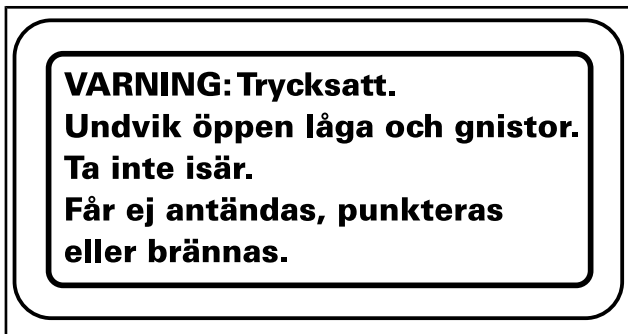 VARNING: Trycksatt.
Undvik öppen låga och gnistor.
Ta inte isär.
Får ej antändas, punkteras
eller brännas.